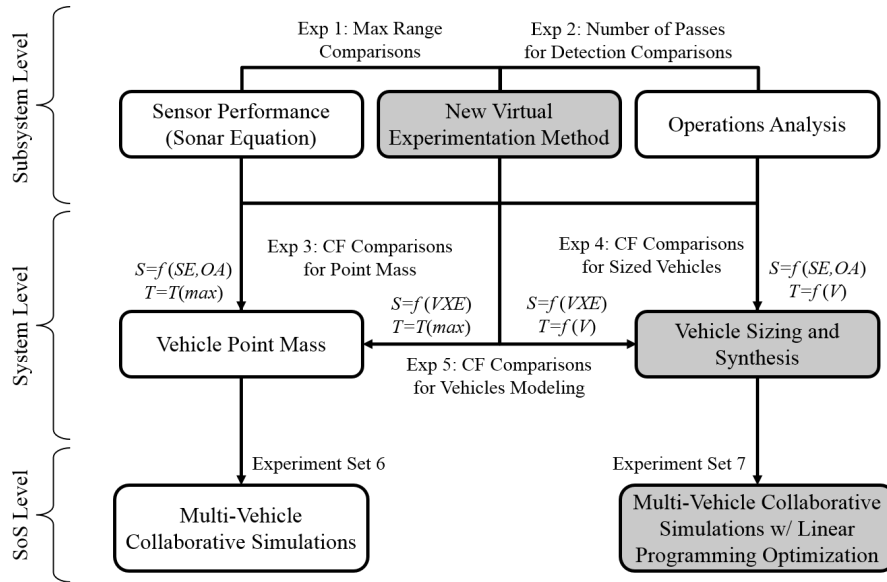 Exp 1: Max Range
Comparisons
Exp 2: Number of Passes
for Detection Comparisons
Subsystem Level
Sensor Performance
(Sonar Equation)
New Virtual
Experimentation Method
Operations Analysis
System Level
Exp 3: CF Comparisons
for Point Mass
Exp 4: CF Comparisons
for Sized Vehicles
S=f(SE,OA)
T=T(max)
S=f(VXE)
T=T(max)
S=f(VXE)
T=f(V)
S=f(SE,OA)
T=f(V)
Vehicle Point Mass
Vehicle Sizing and
Synthesis
Exp 5: CF Comparisons
for Vehicles Modeling
SoS Level
Experiment Set 6
Experiment Set 7
Multi-Vehicle
Collaborative Simulations
Multi-Vehicle Collaborative
Simulations w/ Linear
Programming Optimization